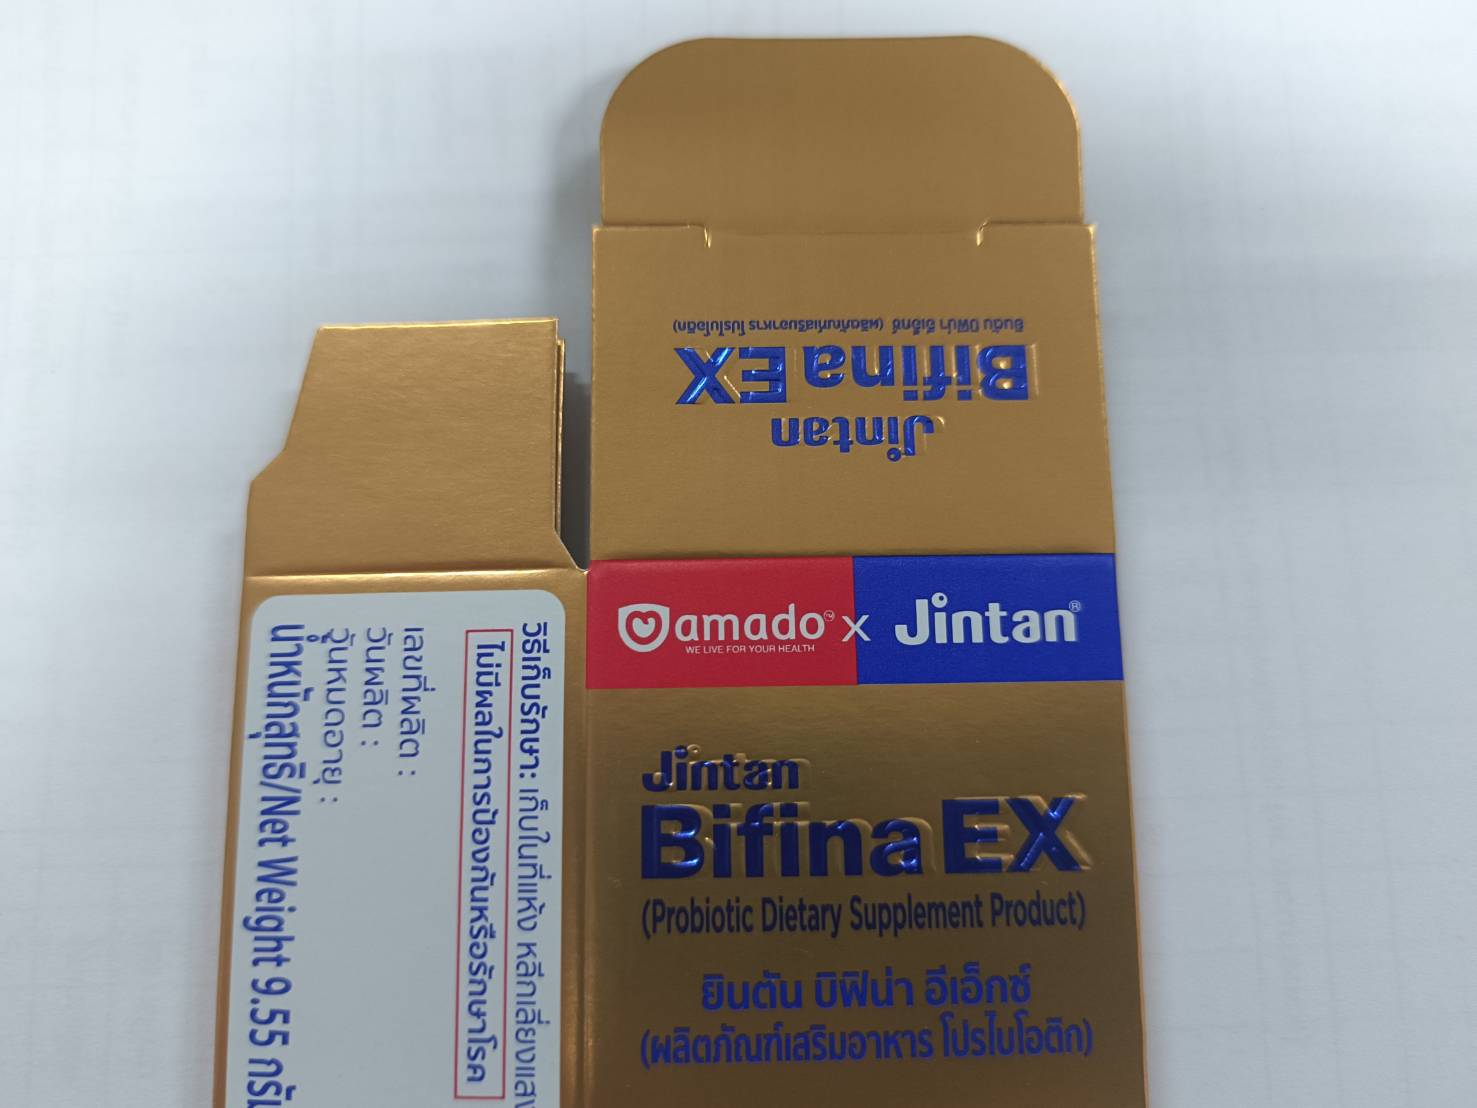 ยินตัน บิฟิน่า อีเอ็กซ์ (ผลิตภัณฑ์เสริมอาหาร โปรไบโอติก)
Bifina EX
Jintan
amado™ x Jintan®
WE LIVE FOR YOUR HEALTH
Jintan
Bifina EX
(Probiotic Dietary Supplement Product)
ยินตัน บิฟิน่า อีเอ็กซ์
(ผลิตภัณฑ์เสริมอาหาร โปรไบโอติก)
วิธีเก็บรักษา: เก็บในที่แห้ง หลีกเลี่ยงแสง
ไม่มีผลในการป้องกันหรือรักษาโรค
เลขที่ผลิต :
วันผลิต :
วันหมดอายุ :
น้ำหนักสุทธิ/Net Weight 9.55 กรัม